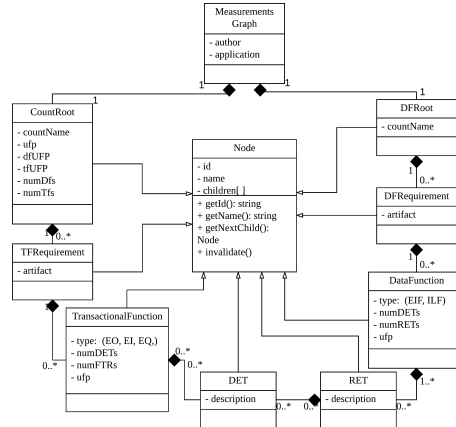 Measurements
Graph
- author
- application
1
1
1
1
CountRoot
- countName
- ufp
- dfUFP
- tfUFP
- numDfs
- numTfs
DFRoot
- countName
Node
- id
- name
- children[ ]
+ getId(): string
+ getName(): string
+ getNextChild():
Node
+ invalidate()
1
0..*
1
0..*
TFRequirement
- artifact
DFRequirement
- artifact
1
0..*
1
0..*
TransactionalFunction
- type: (EO, EI, EQ,)
- numDETs
- numFTRs
- ufp
DataFunction
- type: (EIF, ILF)
- numDETs
- numRETs
- ufp
0..*
0..*
1..*
0..*
DET
- description
RET
- description
0..*
0..*